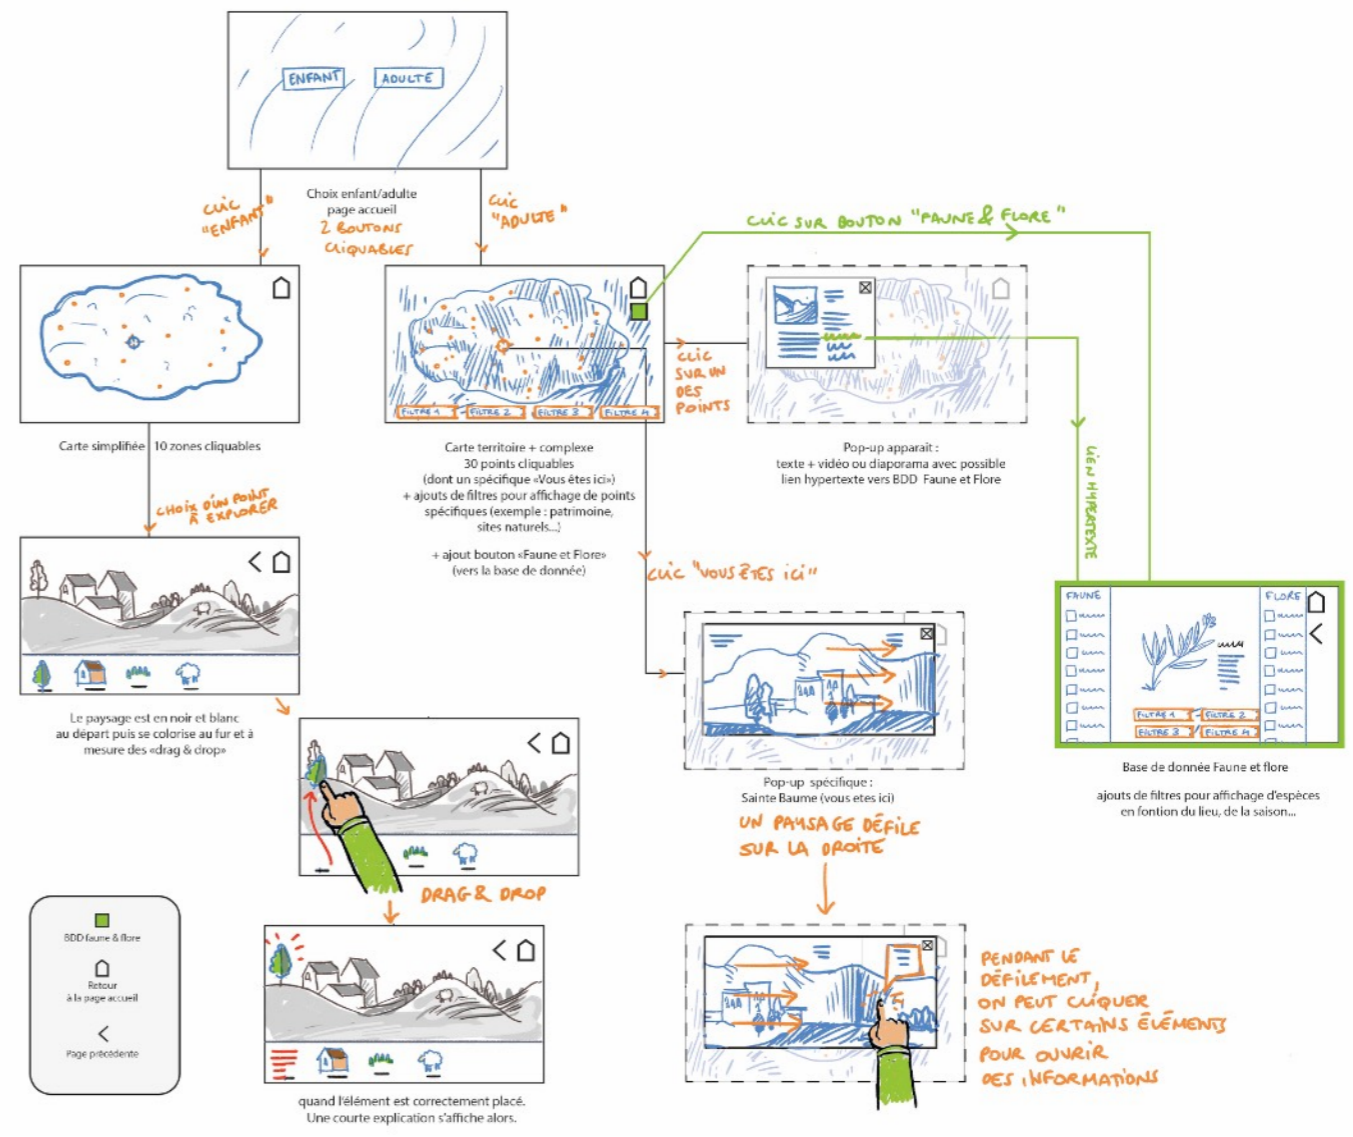 ENFANT
ADULTE
Choix enfant/adulte
page accueil
2 BOUTONS
CLIQUABLES
CLIC
"ENFANT"
CLIC
"ADULTE"
CLIC SUR BOUTON "FAUNE & FLORE"
FILTRE 1 FILTRE 2 FILTRE 3 FILTRE 4
CLIC
SUR UN
DES
POINTS
Carte simplifiée 10 zones cliquables
Carte territoire + complexe
30 points cliquables
(dont un spécifique «Vous êtes ici»)
+ ajouts de filtres pour affichage de points
spécifiques (exemple : patrimoine,
sites naturels...)
+ ajout bouton «Faune et Flore»
(vers la base de donnée)
Pop-up apparait :
texte + vidéo ou diaporama avec possible
lien hypertexte vers BDD Faune et Flore
LIEN HYPERTEXTE
CHOIX D'UN POINT
À EXPLORER
CLIC "VOUS ÊTES ICI"
FAUNE
FLORE
FILTRE 1 FILTRE 2
FILTRE 3 FILTRE 4
Base de donnée Faune et flore
ajouts de filtres pour affichage d'espèces
en fontion du lieu, de la saison...
Le paysage est en noir et blanc
au départ puis se colorise au fur et à
mesure des «drag & drop»
Pop-up spécifique :
Sainte Baume (vous etes ici)
UN PAYSAGE DÉFILE
SUR LA DROITE
DRAG & DROP
BDD faune & flore
Retour
à la page accueil
Page précédente
quand l'élément est correctement placé.
Une courte explication s'affiche alors.
PENDANT LE
DÉFILEMENT,
ON PEUT CLIQUER
SUR CERTAINS ÉLÉMENTS
POUR OUVRIR
DES INFORMATIONS